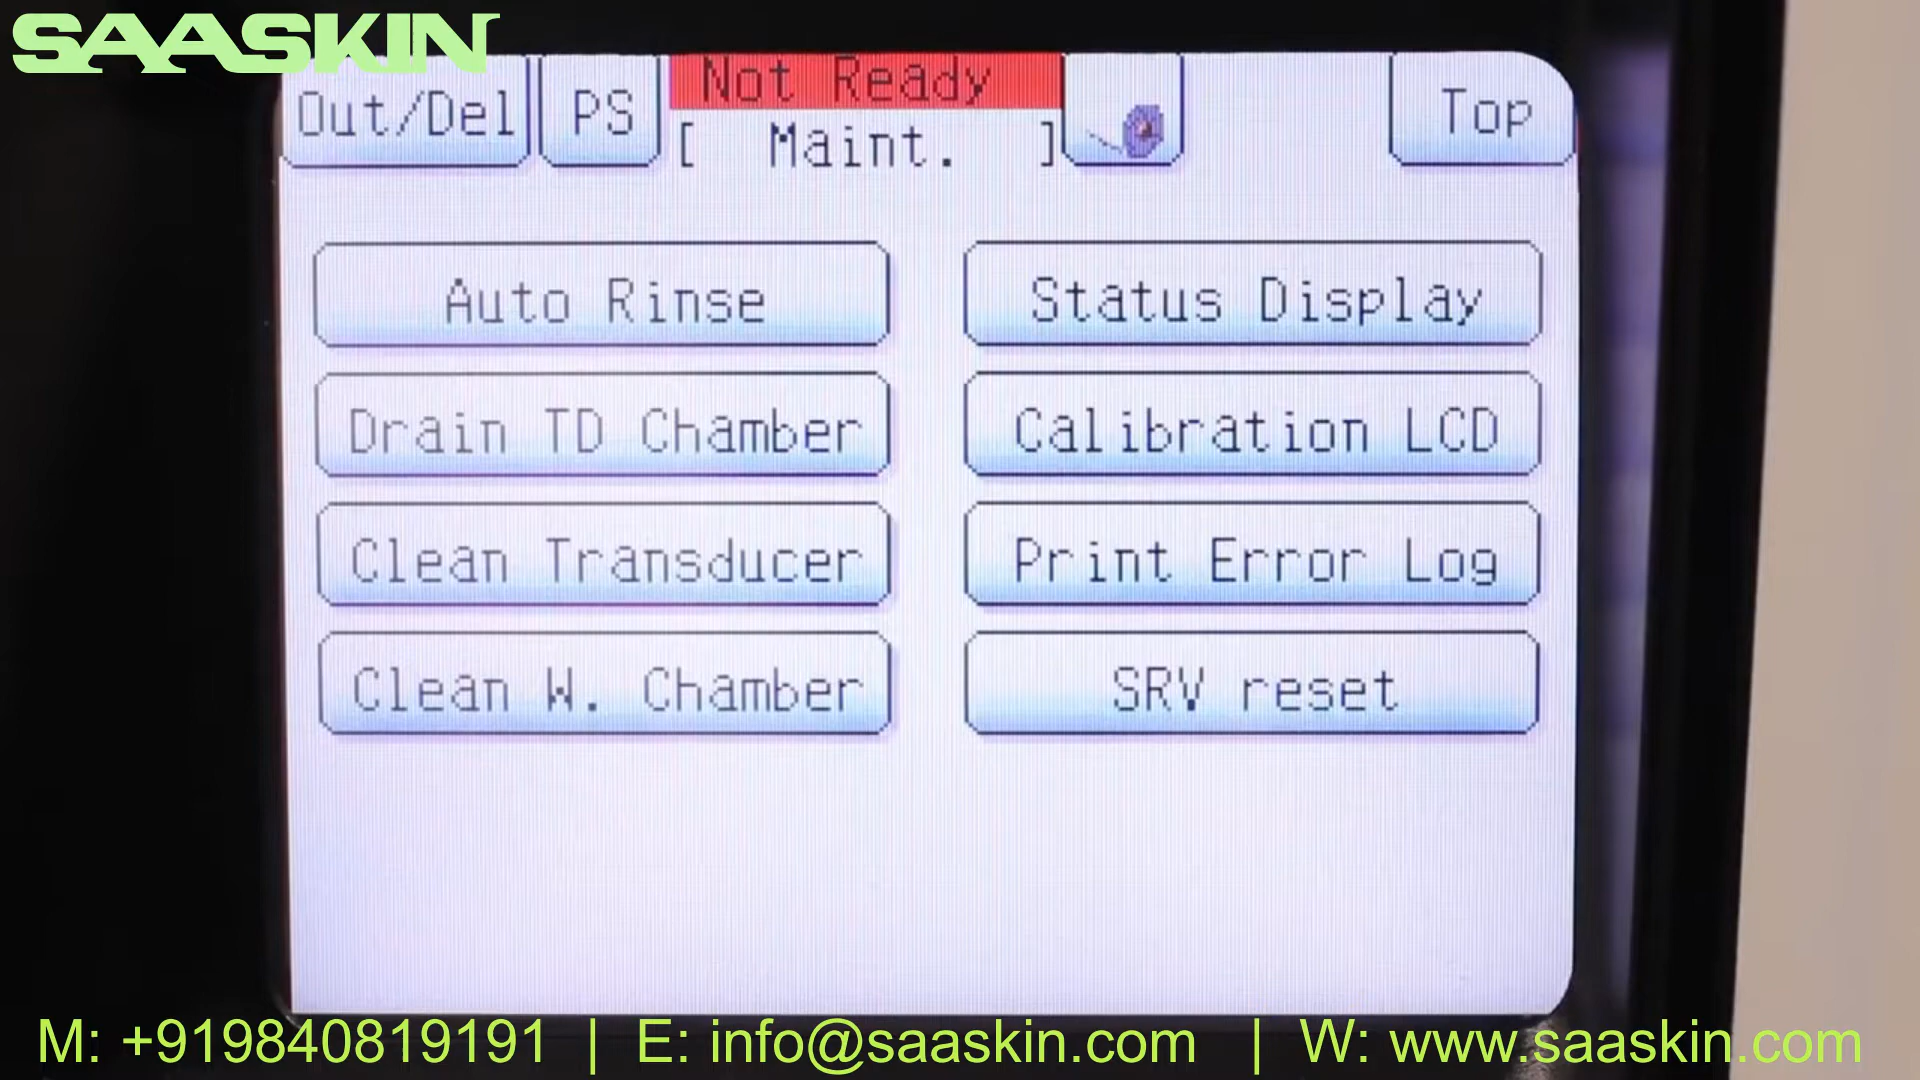 SAASKIN
Out/Del PS Not Ready Top
[ Maint. ]
Auto Rinse Status Display
Drain TD Chamber Calibration LCD
Clean Transducer Print Error Log
Clean W. Chamber SRV reset
M: +919840819191 | E: info@saaskin.com | W: www.saaskin.com